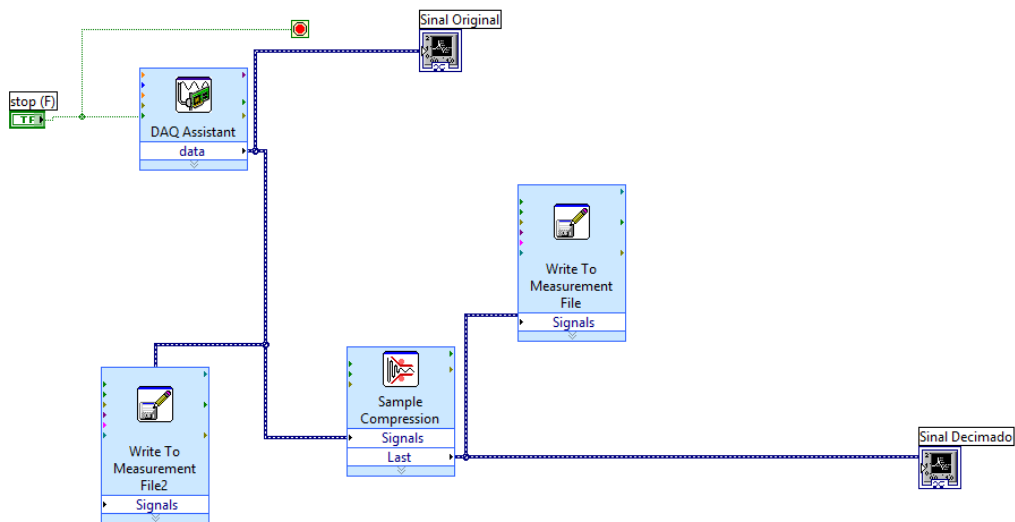 Sinal Original
stop (F)
TF
DAQ Assistant
data
Write To
Measurement
File
Signals
Sample
Compression
Signals
Last
Write To
Measurement
File2
Signals
Sinal Decimado